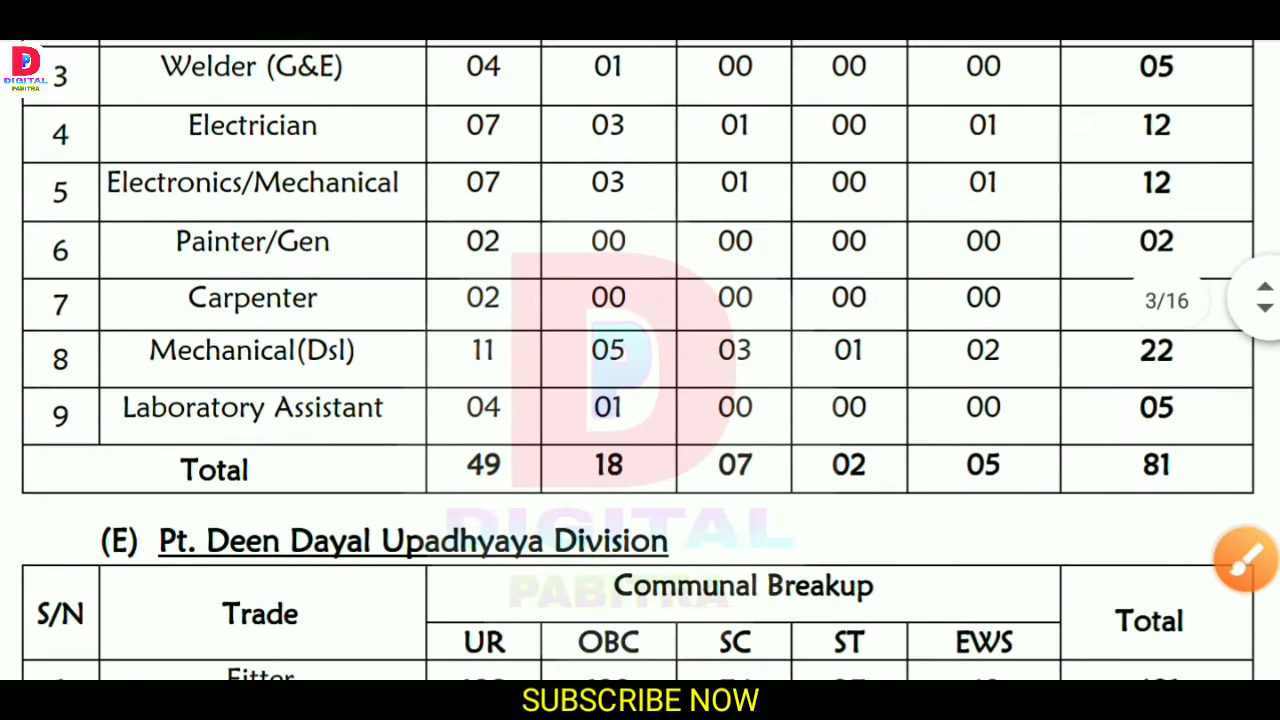 D
DIGITAL
PABITRA
3 Welder (G&E) 04 01 00 00 00 05
4 Electrician 07 03 01 00 01 12
5 Electronics/Mechanical 07 03 01 00 01 12
6 Painter/Gen 02 00 00 00 00 02
7 Carpenter 02 00 00 00 00
3/16
8 Mechanical(Dsl) 11 05 03 01 02 22
9 Laboratory Assistant 04 01 00 00 00 05
Total 49 18 07 02 05 81
DIGITAL
(E) Pt. Deen Dayal Upadhyaya Division
PABITRA
S/N Trade Communal Breakup Total
UR OBC SC ST EWS
Fitter
SUBSCRIBE NOW